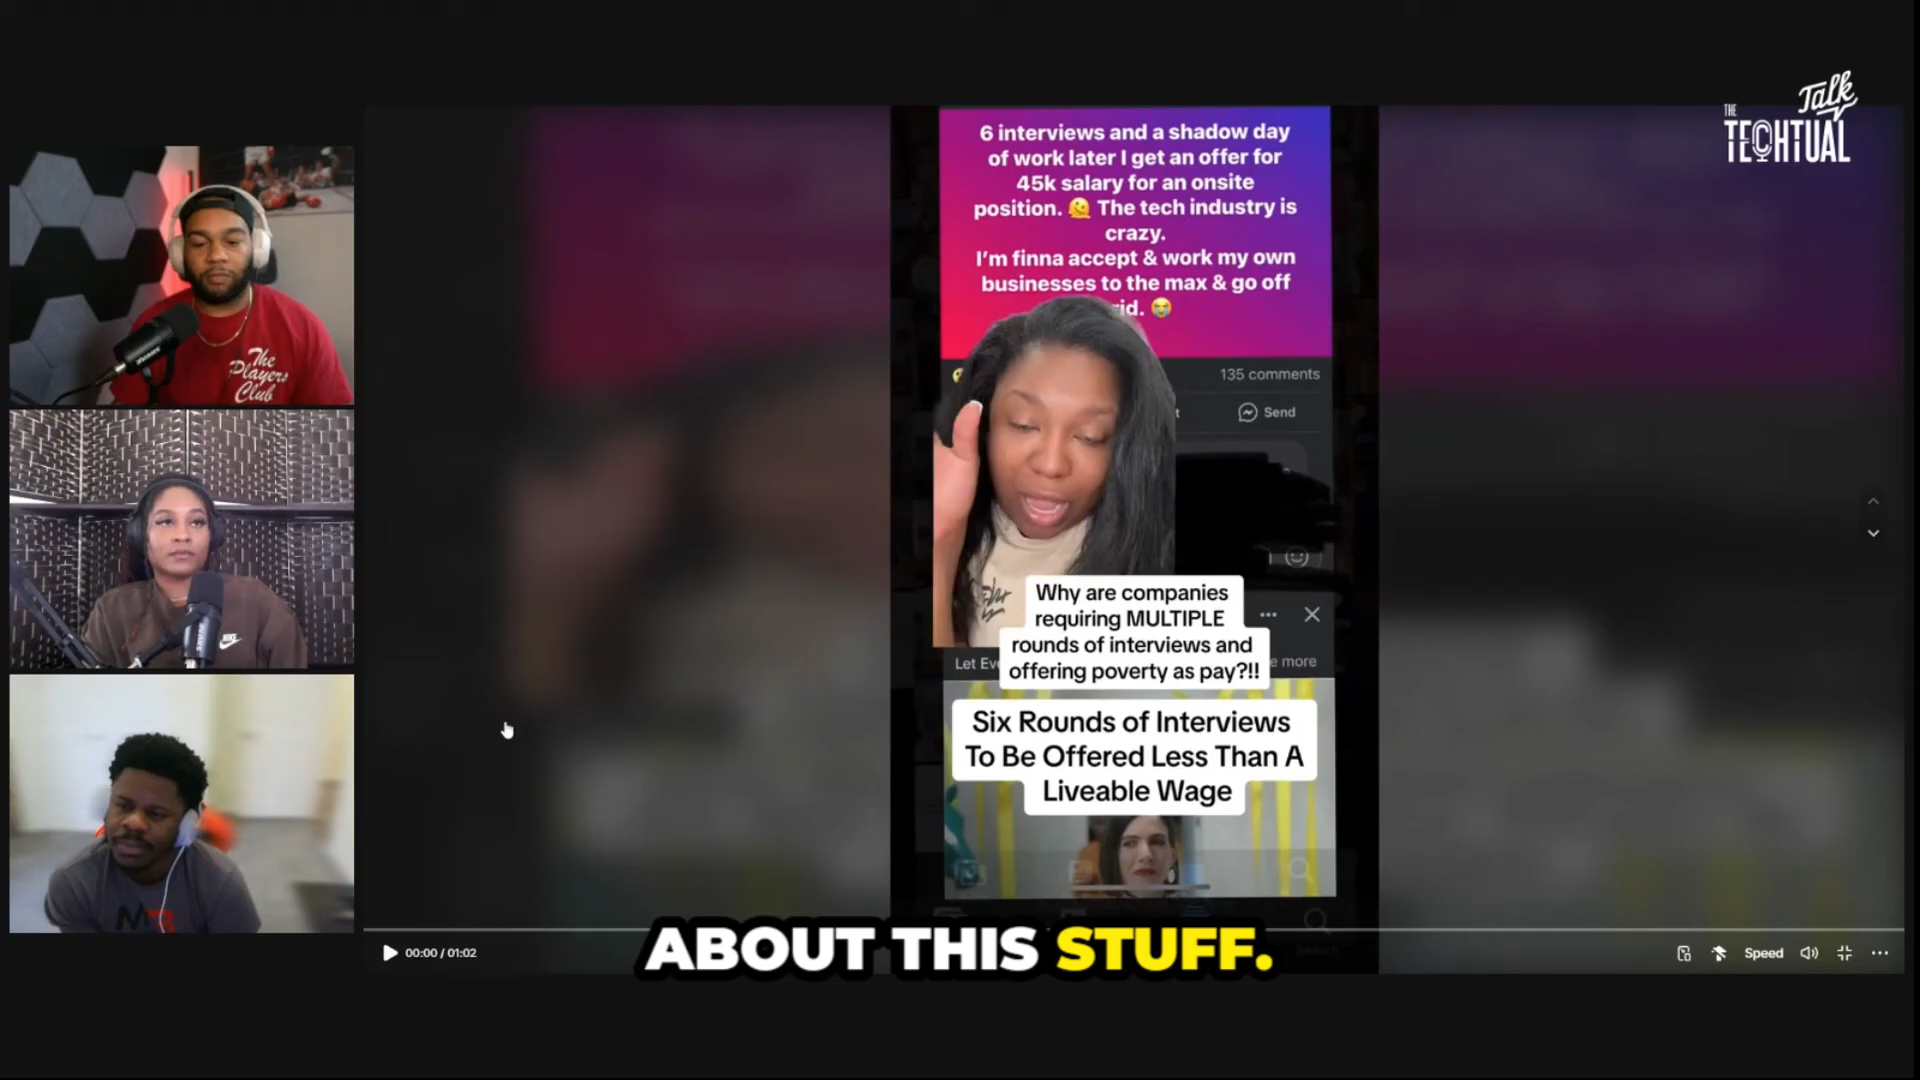 THE
Talk
TECHTUAL
6 interviews and a shadow day
of work later I get an offer for
45k salary for an onsite
position. 🫠 The tech industry is
crazy.
I'm finna accept & work my own
businesses to the max & go off
rid. 😭
135 comments
t
Send
The
Players
Club
NIKE
Why are companies
requiring MULTIPLE
rounds of interviews and
offering poverty as pay?!!
Let Eve
e more
Six Rounds of Interviews
To Be Offered Less Than A
Liveable Wage
ABOUT THIS STUFF.
00:00 / 01:02
Speed